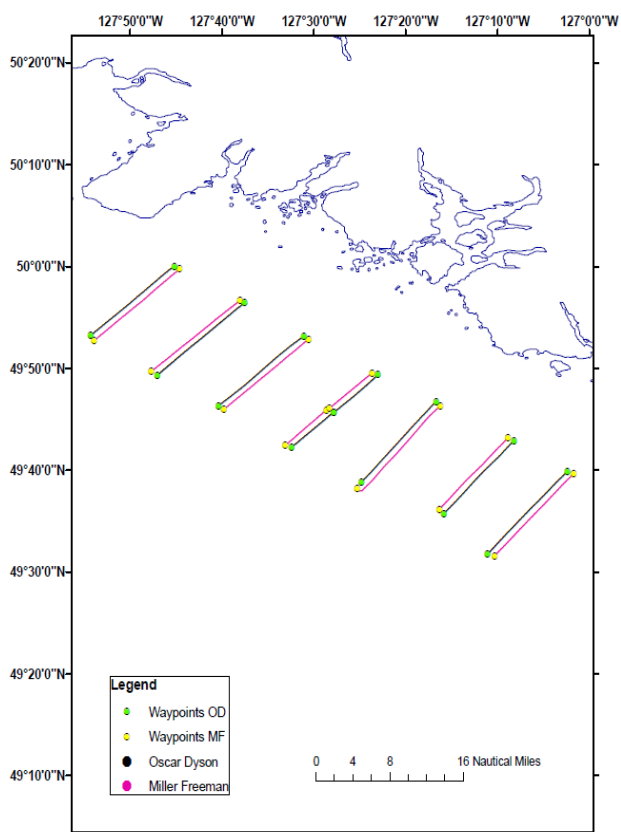 127°50'0"W 127°40'0"W 127°30'0"W 127°20'0"W 127°10'0"W 127°0'0"W
50°20'0"N
50°10'0"N
50°0'0"N
49°50'0"N
49°40'0"N
49°30'0"N
49°20'0"N
49°10'0"N
Legend
Waypoints OD
Waypoints MF
Oscar Dyson
Miller Freeman
0 4 8 16 Nautical Miles